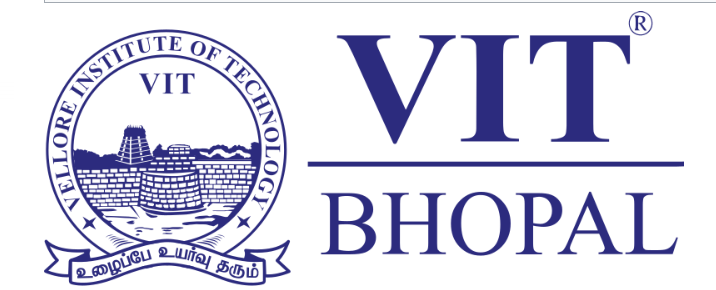 VELLORE INSTITUTE OF TECHNOLOGY
VIT
உழைப்பே உயர்வு தரும்
VIT®
BHOPAL